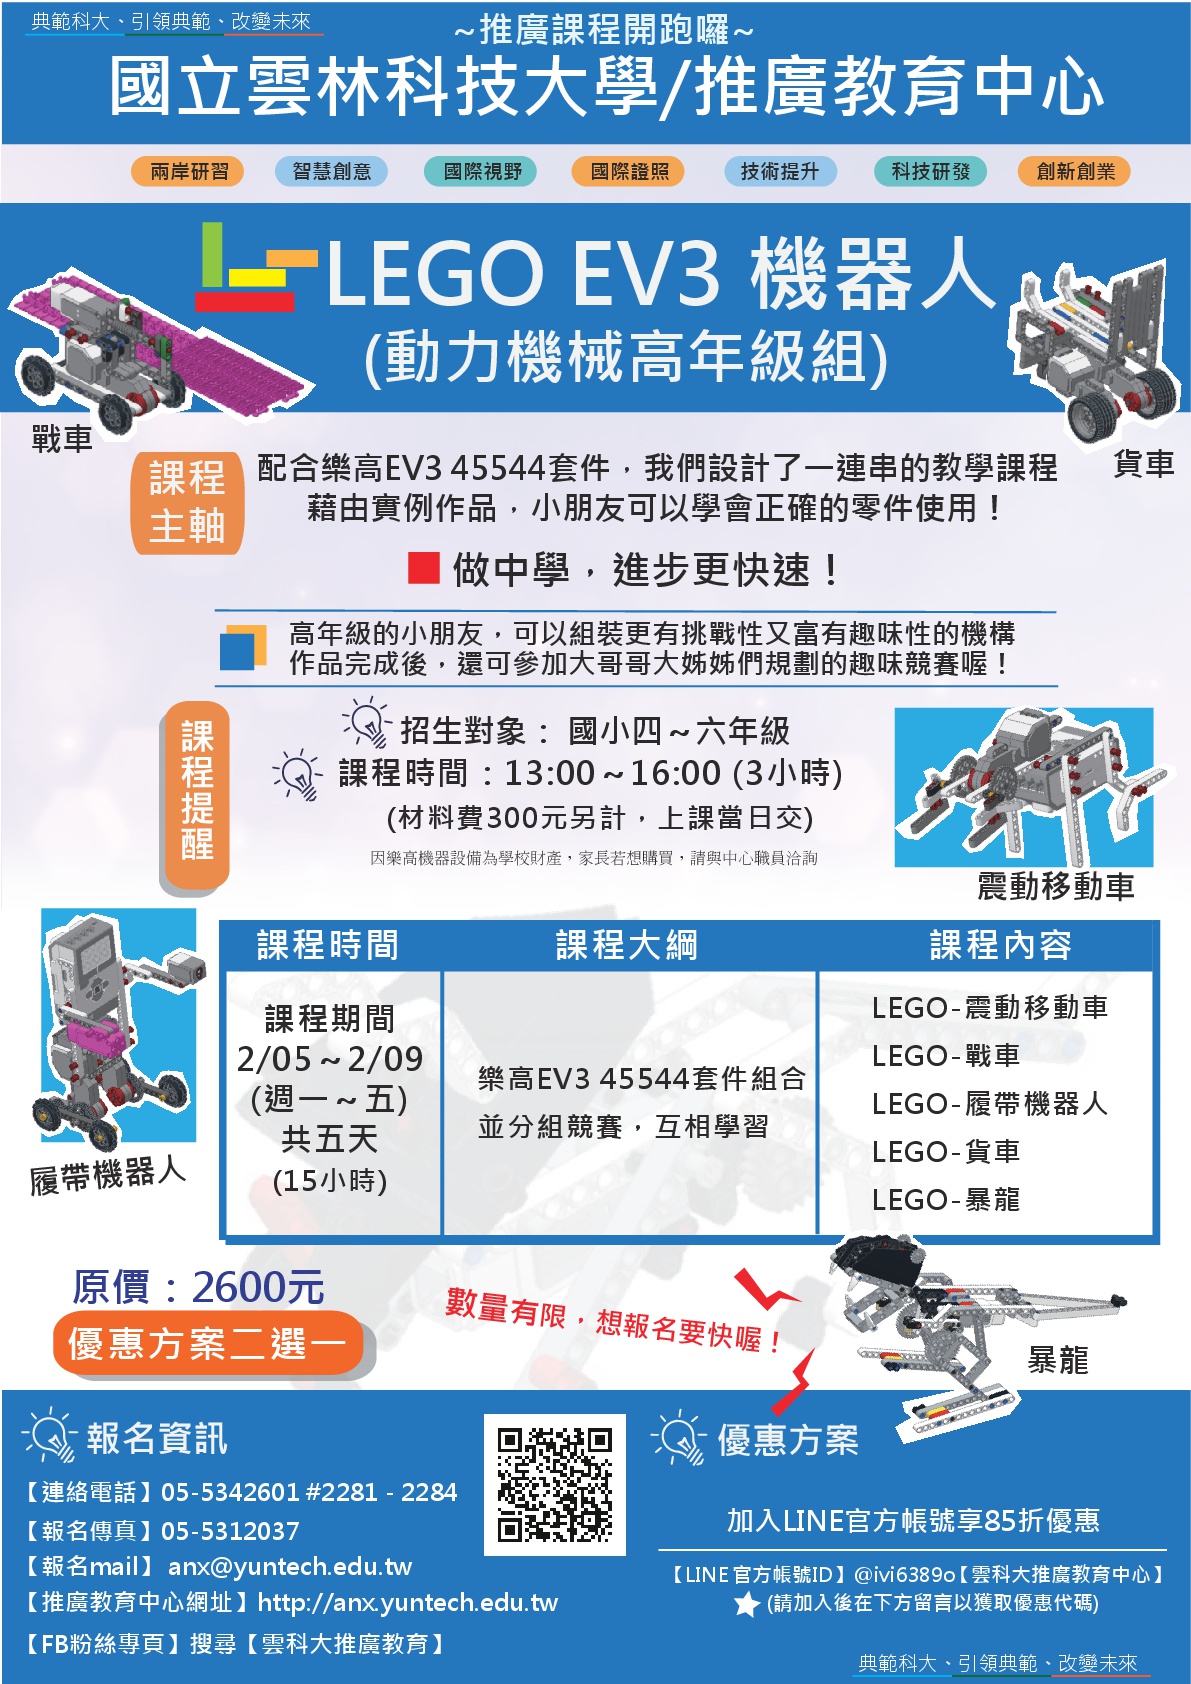 典範科大、引領典範、改變未來
~推廣課程開跑囉~
國立雲林科技大學/推廣教育中心
兩岸研習 智慧創意 國際視野 國際證照 技術提升 科技研發 創新創業
LEGO EV3 機器人
(動力機械高年級組)
戰車
貨車
課程
主軸
配合樂高EV3 45544套件，我們設計了一連串的教學課程
藉由實例作品，小朋友可以學會正確的零件使用！
做中學，進步更快速！
高年級的小朋友，可以組裝更有挑戰性又富有趣味性的機構
作品完成後，還可參加大哥哥大姊姊們規劃的趣味競賽喔！
課程提醒
招生對象： 國小四～六年級
課程時間：13:00～16:00 (3小時)
(材料費300元另計，上課當日交)
因樂高機器設備為學校財產，家長若想購買，請與中心職員洽詢
震動移動車
履帶機器人
課程時間 課程大綱 課程內容
課程期間
2/05～2/09
(週一～五)
共五天
(15小時)
樂高EV3 45544套件組合
並分組競賽，互相學習
LEGO-震動移動車
LEGO-戰車
LEGO-履帶機器人
LEGO-貨車
LEGO-暴龍
原價：2600元
優惠方案二選一
數量有限，想報名要快喔！
暴龍
報名資訊
【連絡電話】05-5342601 #2281 - 2284
【報名傳真】05-5312037
【報名mail】 anx@yuntech.edu.tw
【推廣教育中心網址】http://anx.yuntech.edu.tw
【FB粉絲專頁】搜尋【雲科大推廣教育】
優惠方案
加入LINE官方帳號享85折優惠
【LINE官方帳號ID】@ivi6389o【雲科大推廣教育中心】
(請加入後在下方留言以獲取優惠代碼)
典範科大、引領典範、改變未來